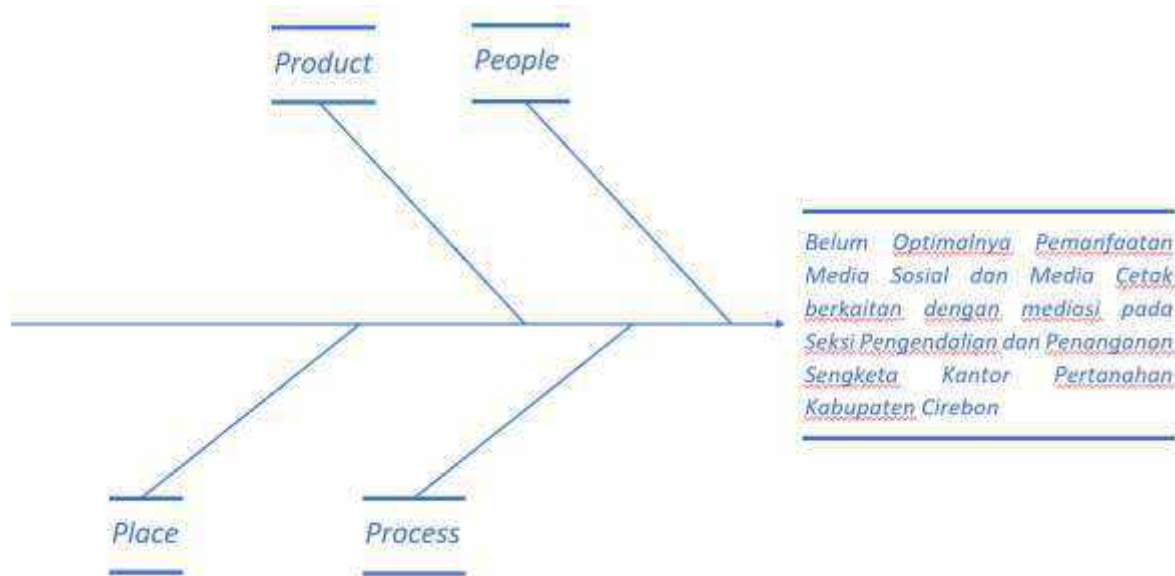 Product
People
Belum Optimalnya Pemanfaatan
Media Sosial dan Media Cetak
berkaitan dengan mediasi pada
Seksi Pengendalian dan Penanganan
Sengketa Kantor Pertanahan
Kabupaten Cirebon
Place
Process